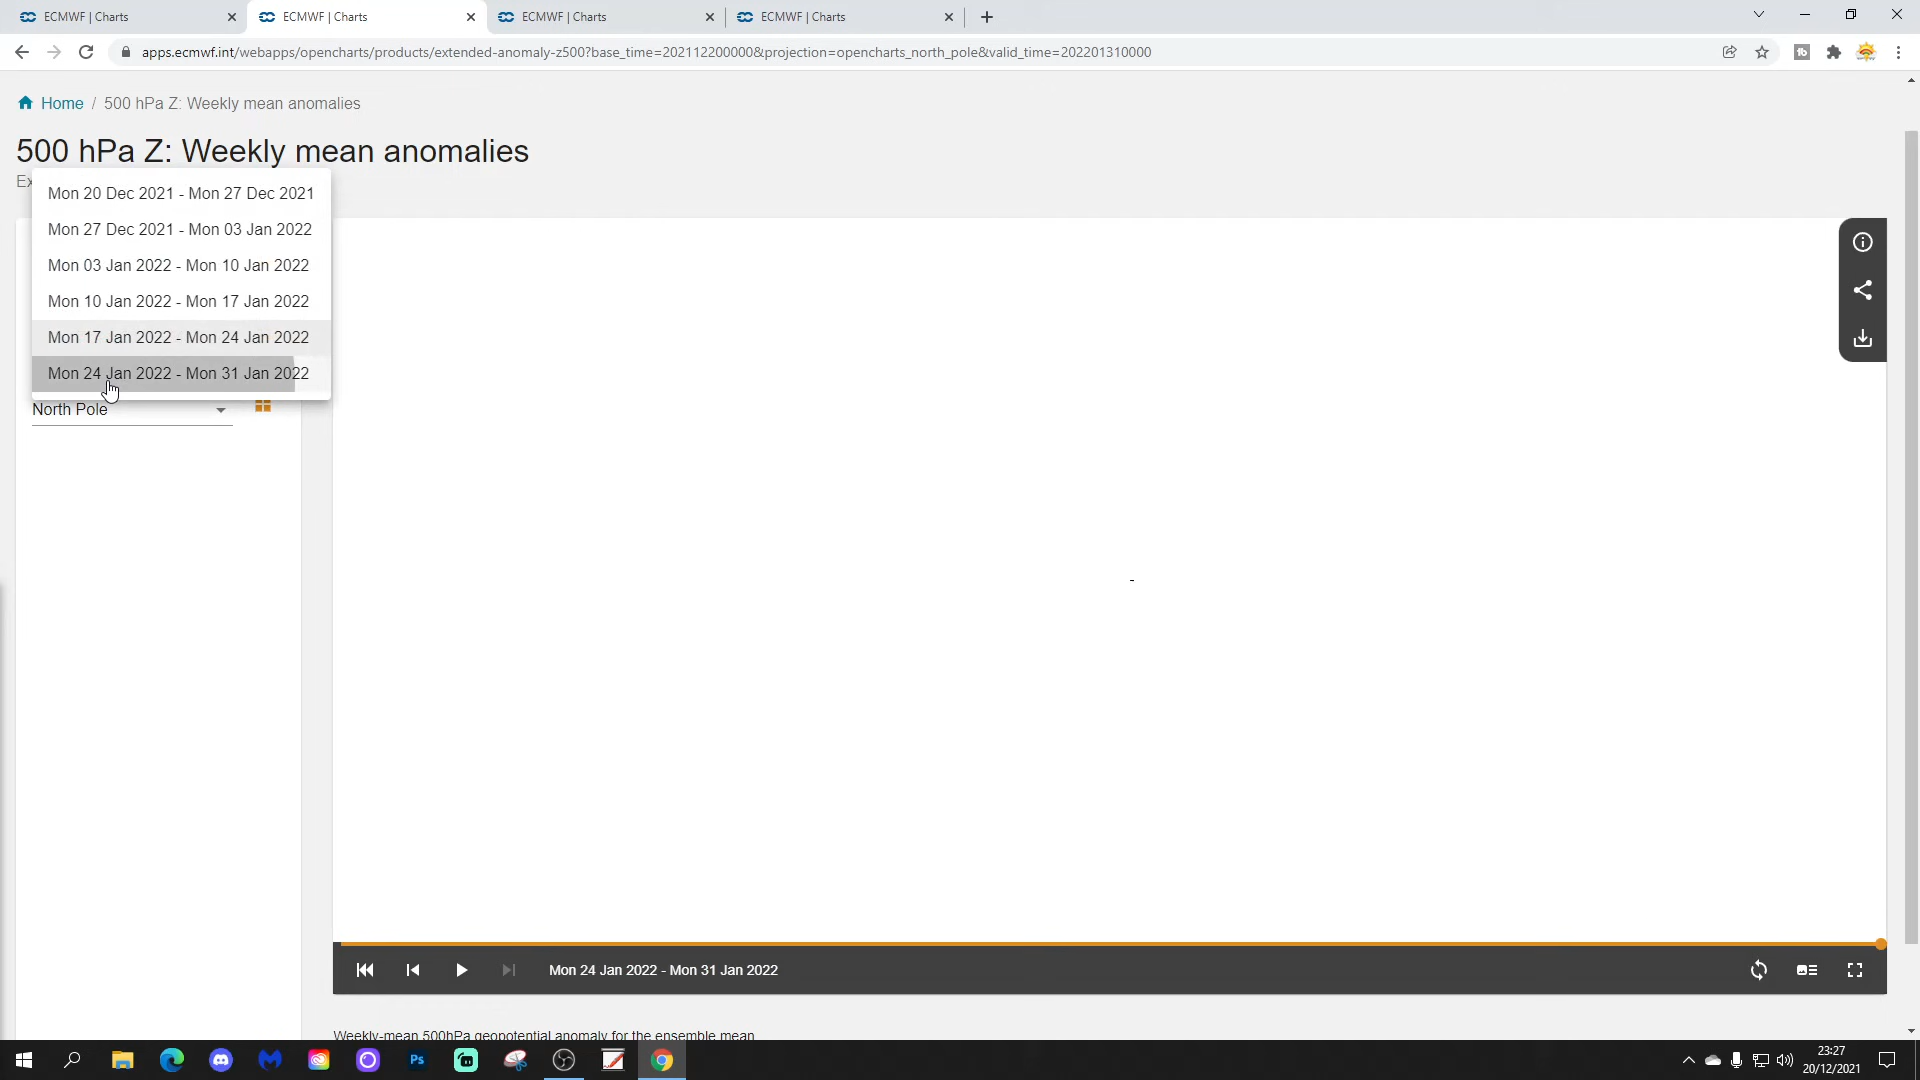 ECMWF | Charts
ECMWF | Charts
ECMWF | Charts
ECMWF | Charts
apps.ecmwf.int/webapps/opencharts/products/extended-anomaly-z500?base_time=202112200000&projection=opencharts_north_pole&valid_time=202201310000
Home / 500 hPa Z: Weekly mean anomalies
500 hPa Z: Weekly mean anomalies
Ex
Mon 20 Dec 2021 - Mon 27 Dec 2021
Mon 27 Dec 2021 - Mon 03 Jan 2022
Mon 03 Jan 2022 - Mon 10 Jan 2022
Mon 10 Jan 2022 - Mon 17 Jan 2022
Mon 17 Jan 2022 - Mon 24 Jan 2022
Mon 24 Jan 2022 - Mon 31 Jan 2022
North Pole
-
Mon 24 Jan 2022 - Mon 31 Jan 2022
Weekly-mean 500hPa geopotential anomaly for the ensemble mean
Ps
23:27
20/12/2021